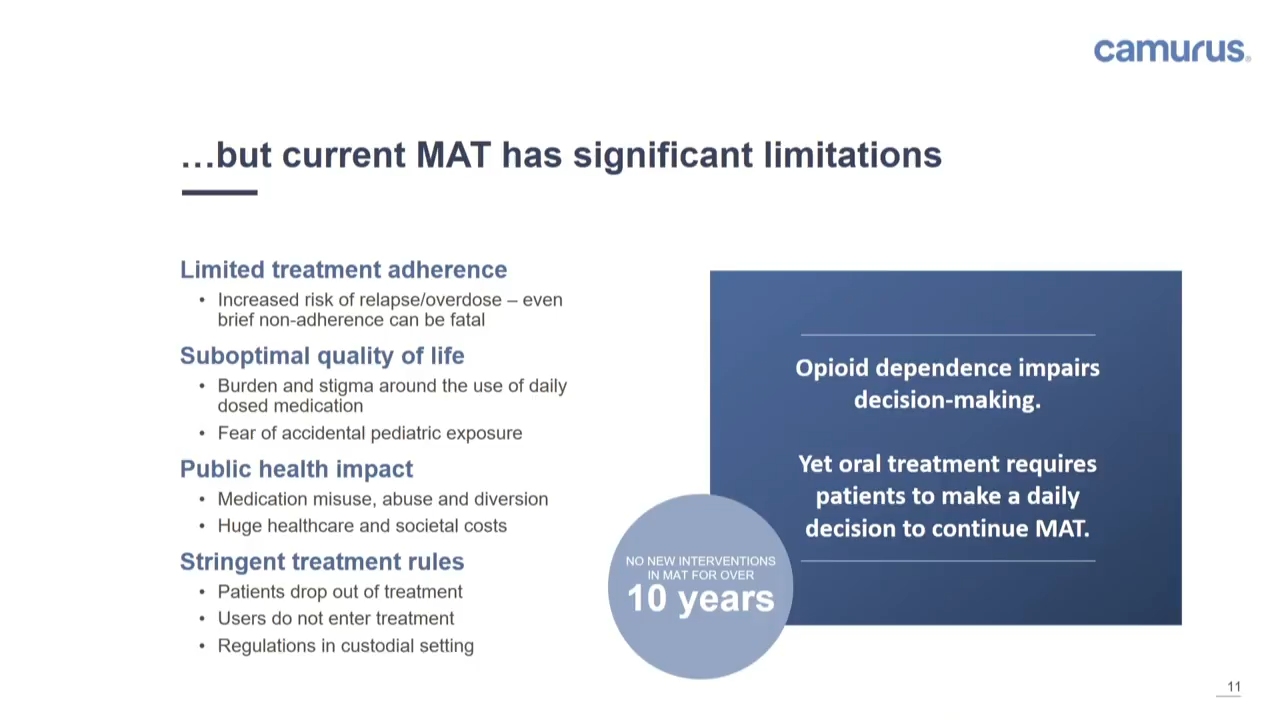 camurus®
…but current MAT has significant limitations
Limited treatment adherence
• Increased risk of relapse/overdose – even
brief non-adherence can be fatal
Suboptimal quality of life
• Burden and stigma around the use of daily
dosed medication
• Fear of accidental pediatric exposure
Public health impact
• Medication misuse, abuse and diversion
• Huge healthcare and societal costs
Stringent treatment rules
• Patients drop out of treatment
• Users do not enter treatment
• Regulations in custodial setting
Opioid dependence impairs
decision-making.
Yet oral treatment requires
patients to make a daily
decision to continue MAT.
NO NEW INTERVENTIONS
IN MAT FOR OVER
10 years
11